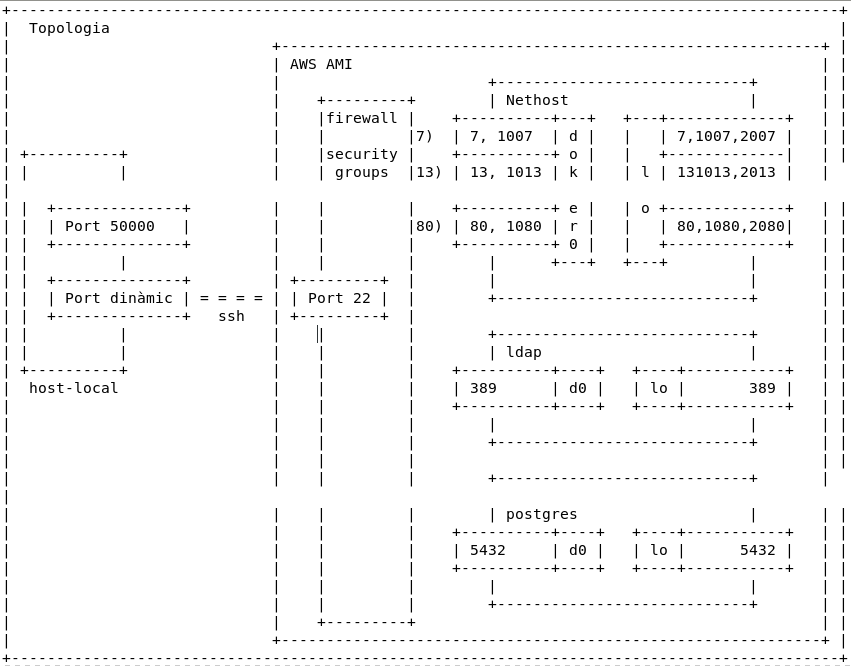 Topologia
AWS AMI
Nethost
firewall
7) 7, 1007 d 7,1007,2007
security o
groups 13) 13, 1013 k l 131013,2013
e o
Port 50000 80) 80, 1080 r 80,1080,2080
0
Port dinàmic = = = = Port 22
ssh
ldap
host-local 389 d0 lo 389
postgres
5432 d0 lo 5432